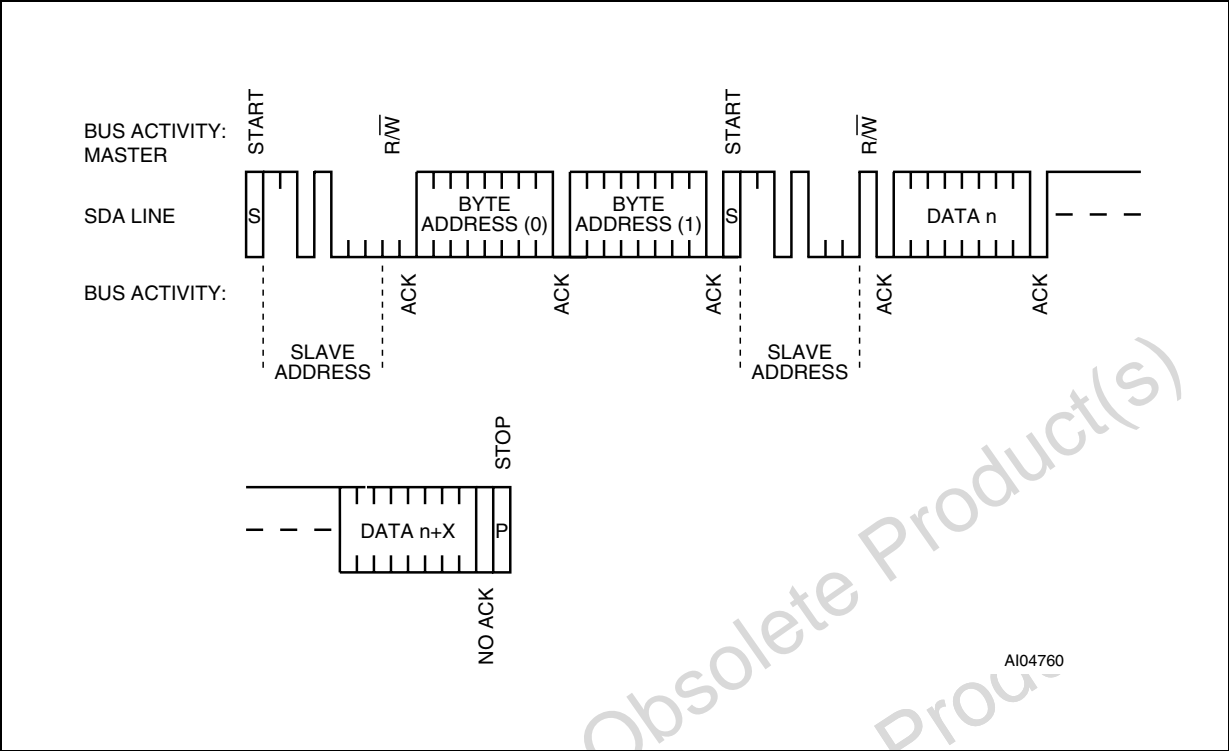 START
R/W
START
R/W
BUS ACTIVITY:
MASTER
SDA LINE
S
BYTE
ADDRESS (0)
BYTE
ADDRESS (1)
S
DATA n
BUS ACTIVITY:
ACK
ACK
ACK
ACK
ACK
SLAVE
ADDRESS
SLAVE
ADDRESS
STOP
DATA n+X
P
NO ACK
AI04760
Obsolete Product(s)